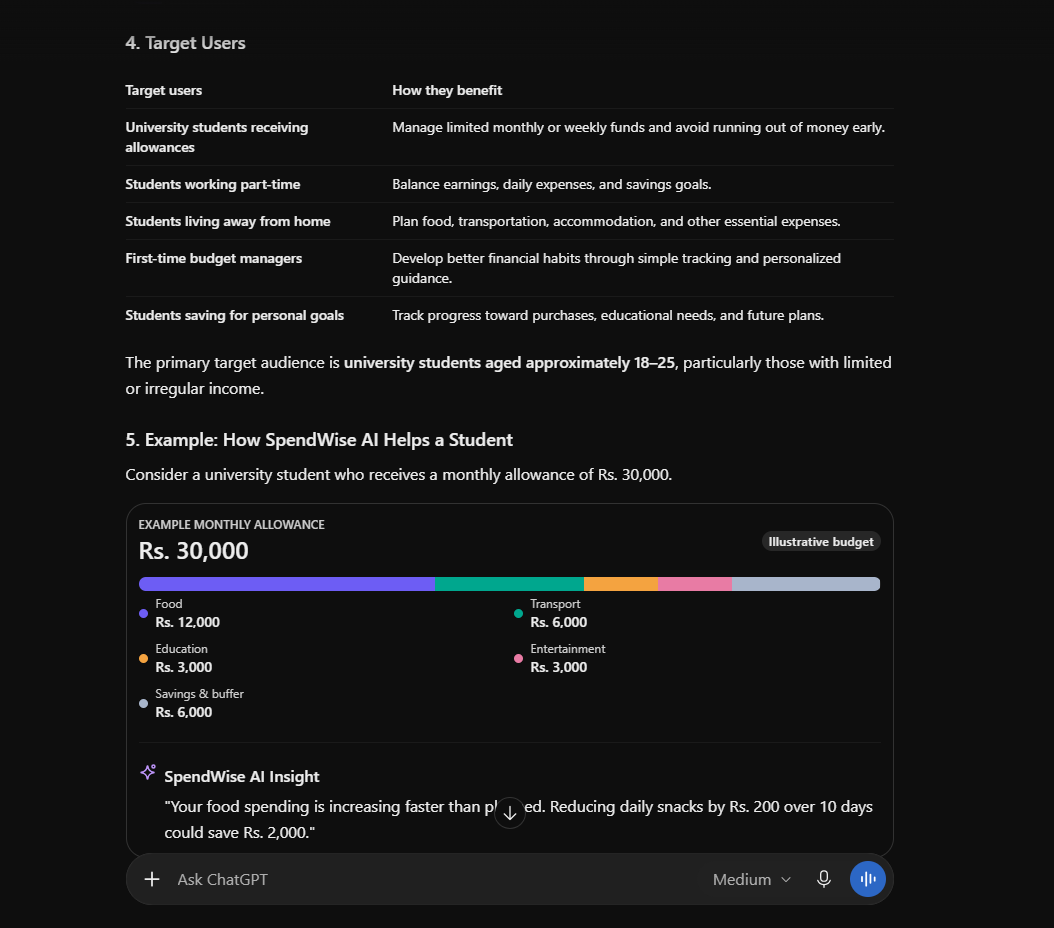 4. Target Users
Target users How they benefit
University students receiving allowances Manage limited monthly or weekly funds and avoid running out of money early.
Students working part-time Balance earnings, daily expenses, and savings goals.
Students living away from home Plan food, transportation, accommodation, and other essential expenses.
First-time budget managers Develop better financial habits through simple tracking and personalized guidance.
Students saving for personal goals Track progress toward purchases, educational needs, and future plans.
The primary target audience is university students aged approximately 18–25, particularly those with limited
or irregular income.
5. Example: How SpendWise AI Helps a Student
Consider a university student who receives a monthly allowance of Rs. 30,000.
EXAMPLE MONTHLY ALLOWANCE
Rs. 30,000
Illustrative budget
Food
Rs. 12,000
Transport
Rs. 6,000
Education
Rs. 3,000
Entertainment
Rs. 3,000
Savings & buffer
Rs. 6,000
SpendWise AI Insight
"Your food spending is increasing faster than pl ed. Reducing daily snacks by Rs. 200 over 10 days
could save Rs. 2,000."
Ask ChatGPT
Medium